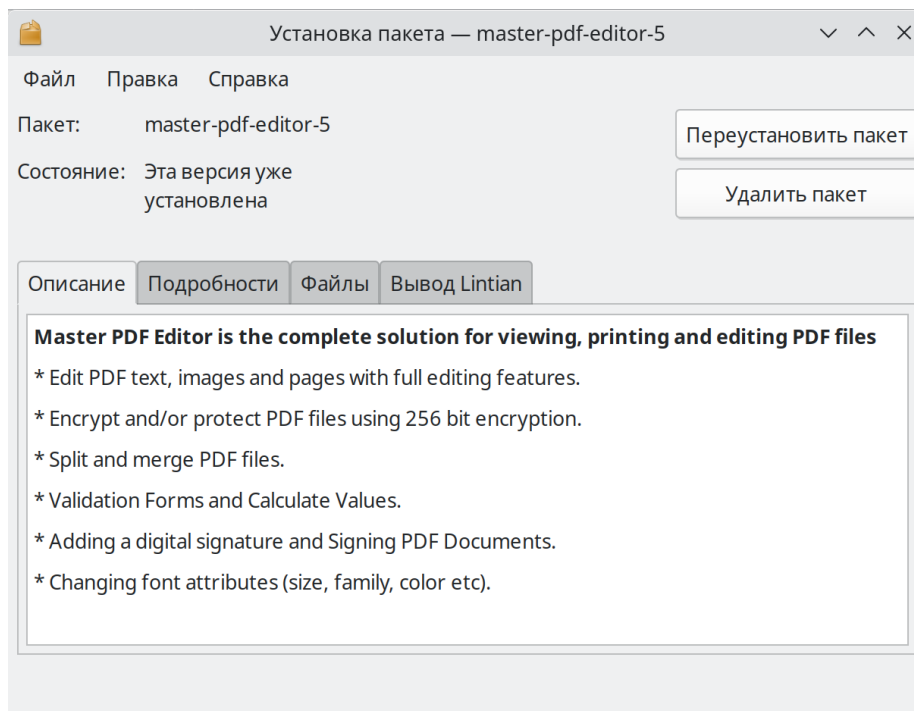 Установка пакета — master-pdf-editor-5
Файл Правка Справка
Пакет: master-pdf-editor-5
Переустановить пакет
Состояние: Эта версия уже
установлена
Удалить пакет
Описание Подробности Файлы Вывод Lintian
Master PDF Editor is the complete solution for viewing, printing and editing PDF files
* Edit PDF text, images and pages with full editing features.
* Encrypt and/or protect PDF files using 256 bit encryption.
* Split and merge PDF files.
* Validation Forms and Calculate Values.
* Adding a digital signature and Signing PDF Documents.
* Changing font attributes (size, family, color etc).